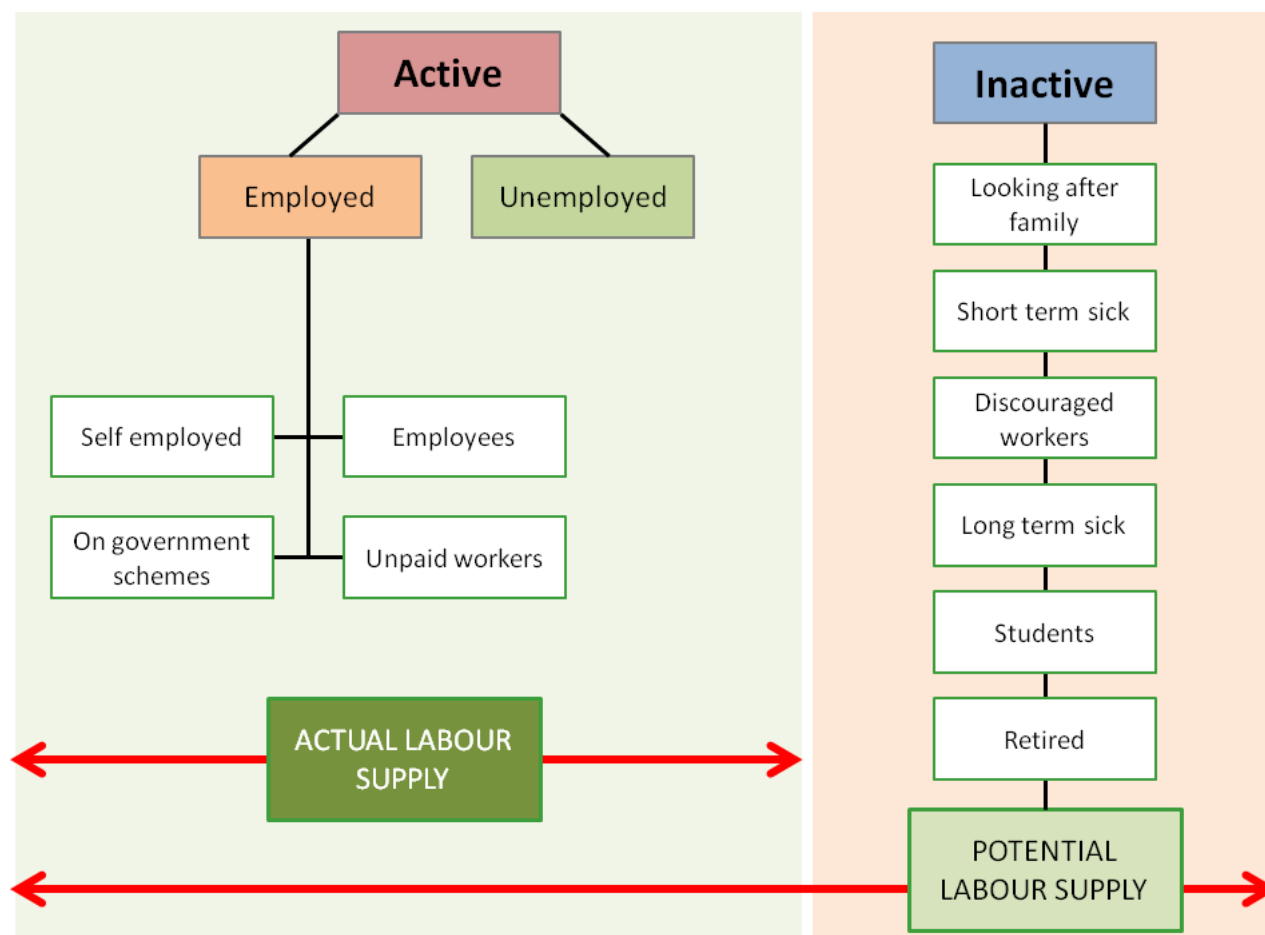 Active
Employed
Unemployed
Self employed
Employees
On government
schemes
Unpaid workers
ACTUAL LABOUR
SUPPLY
Inactive
Looking after
family
Short term sick
Discouraged
workers
Long term sick
Students
Retired
POTENTIAL
LABOUR SUPPLY